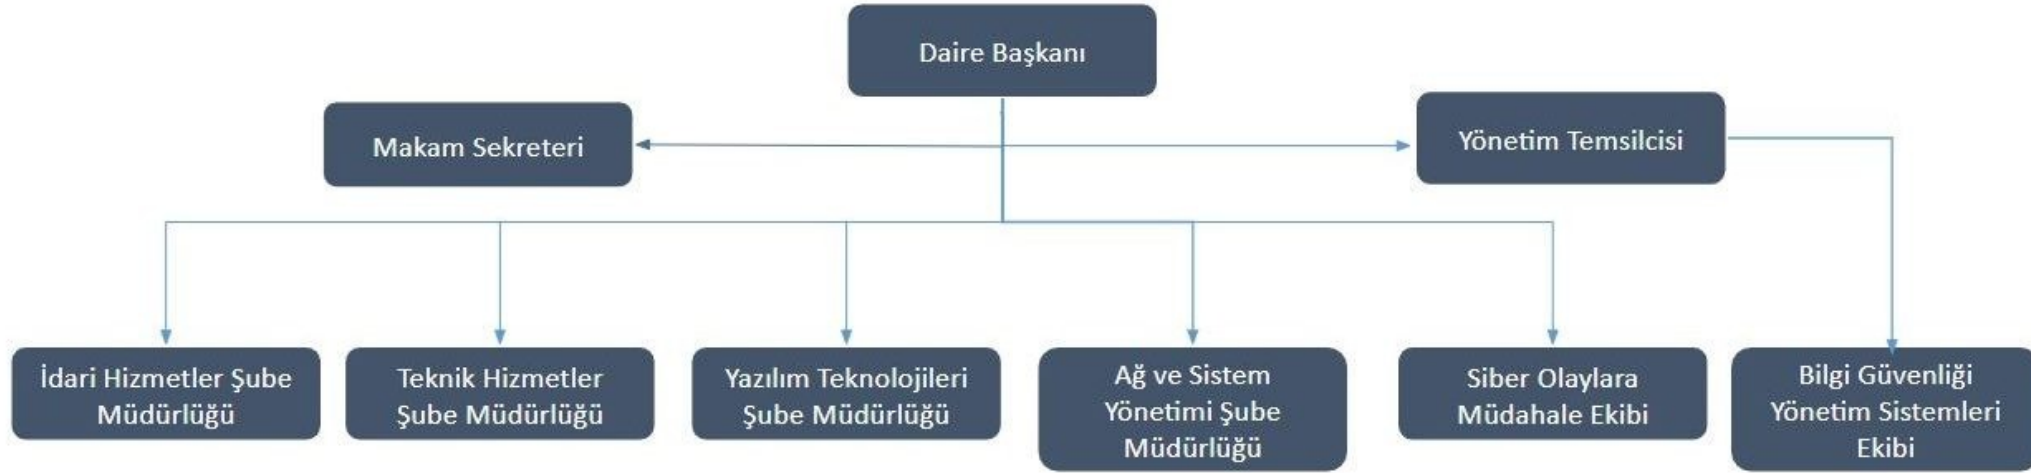 Daire Başkanı
Makam Sekreteri
Yönetim Temsilcisi
İdari Hizmetler Şube
Müdürlüğü
Teknik Hizmetler
Şube Müdürlüğü
Yazılım Teknolojileri
Şube Müdürlüğü
Ağ ve Sistem
Yönetimi Şube
Müdürlüğü
Siber Olaylara
Müdahale Ekibi
Bilgi Güvenliği
Yönetim Sistemleri
Ekibi